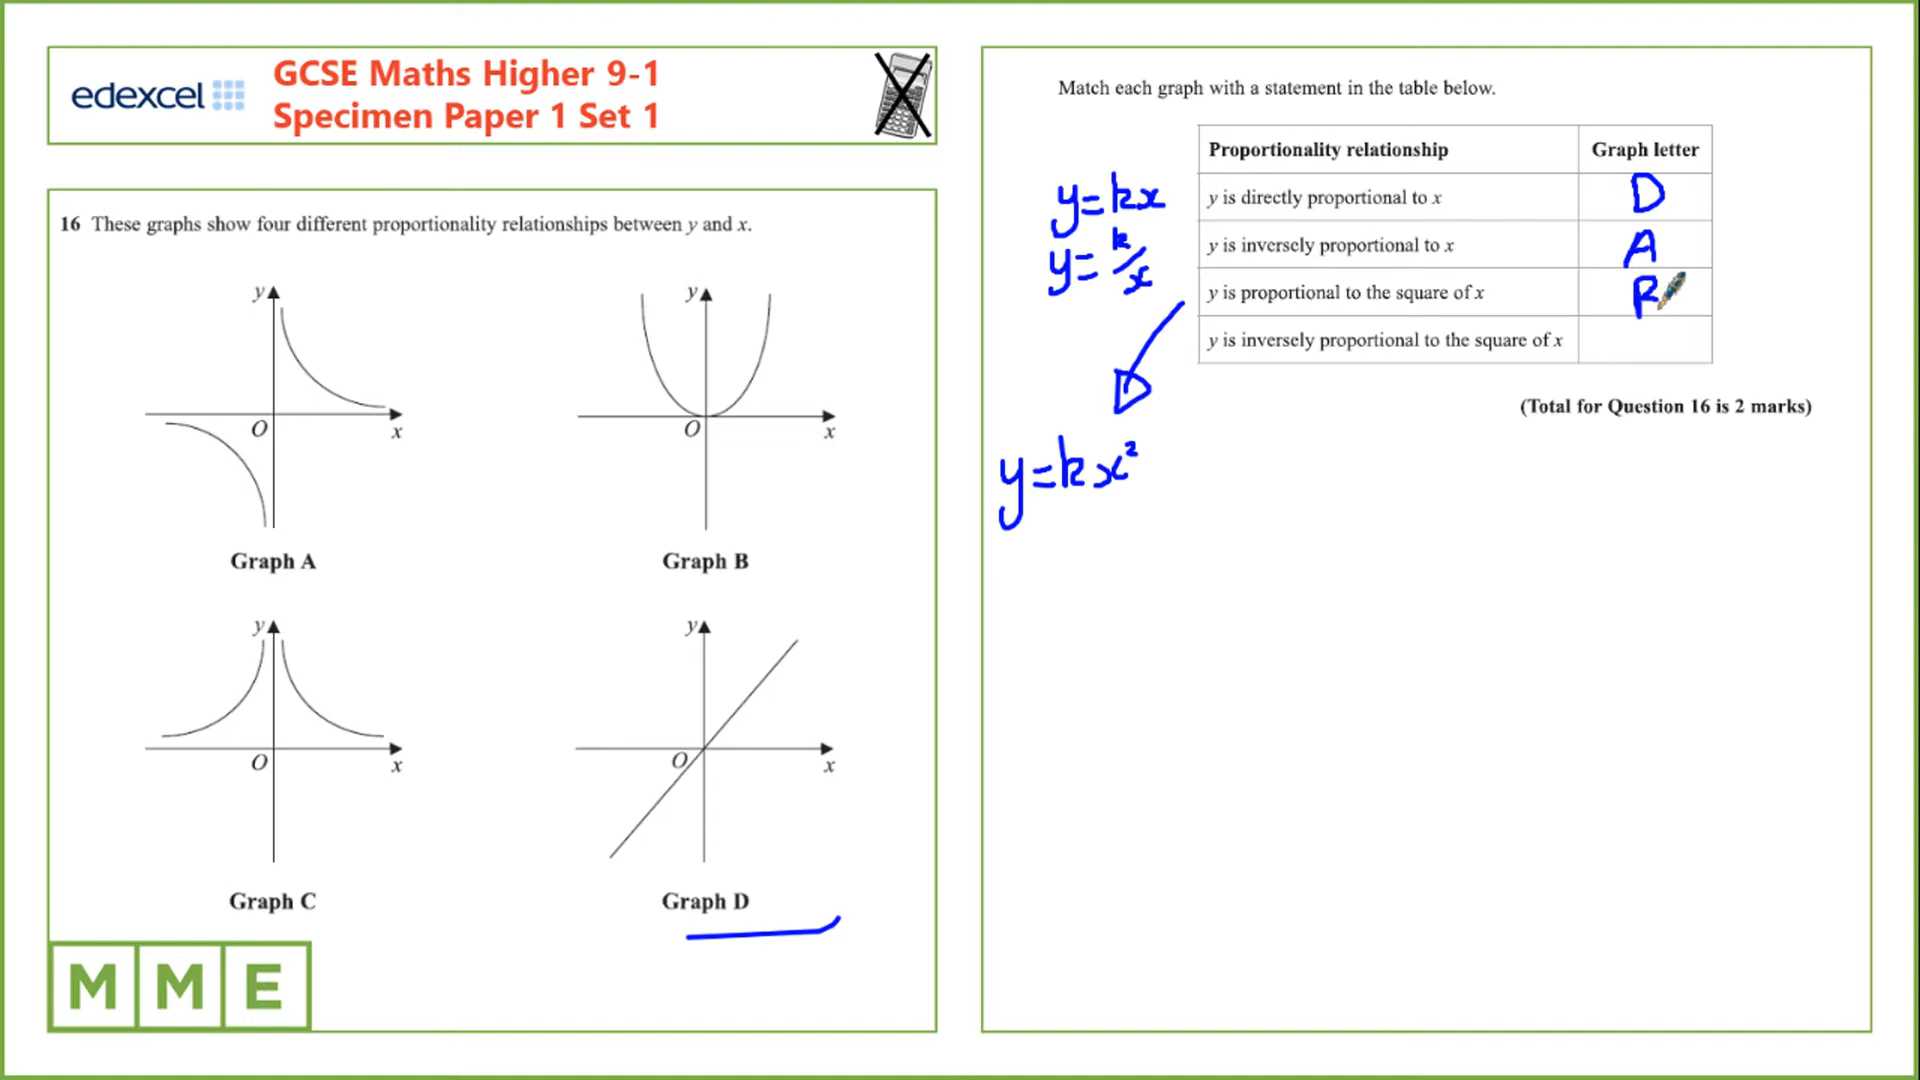 edexcel
GCSE Maths Higher 9-1
Specimen Paper 1 Set 1
16 These graphs show four different proportionality relationships between y and x.
y
O
x
Graph A
y
O
x
Graph B
y
O
x
Graph C
y
O
x
Graph D
MME
Match each graph with a statement in the table below.
Proportionality relationship Graph letter
y is directly proportional to x D
y is inversely proportional to x A
y is proportional to the square of x
y is inversely proportional to the square of x
(Total for Question 16 is 2 marks)
y=kx
y=k/x
y=kx²